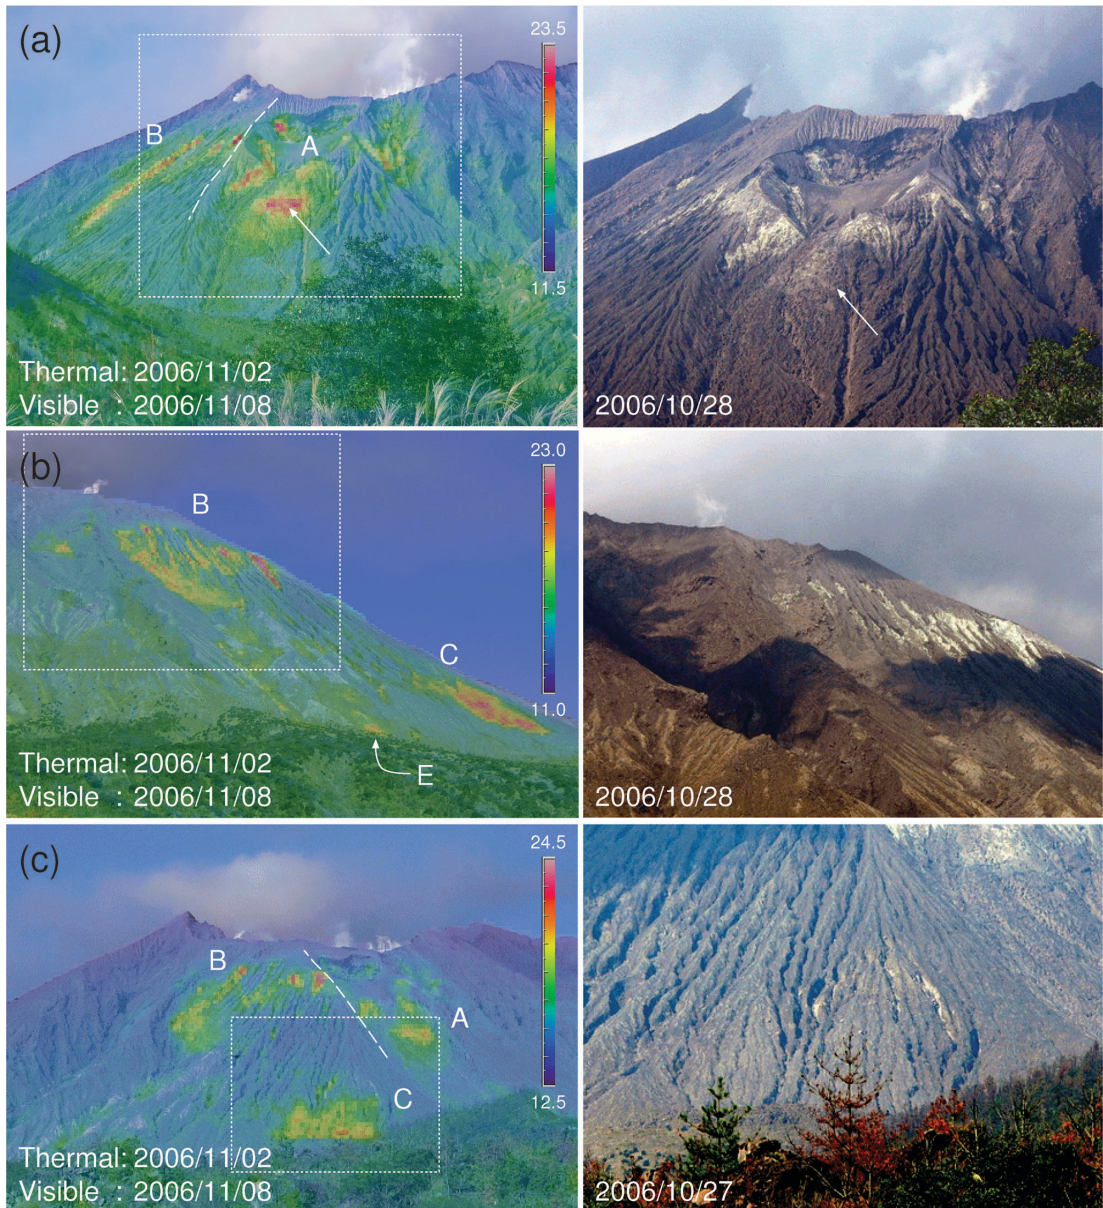 (a)
23.5
B
A
11.5
Thermal: 2006/11/02
Visible : 2006/11/08
2006/10/28
(b)
23.0
B
C
11.0
E
Thermal: 2006/11/02
Visible : 2006/11/08
2006/10/28
(c)
24.5
B
A
C
12.5
Thermal: 2006/11/02
Visible : 2006/11/08
2006/10/27